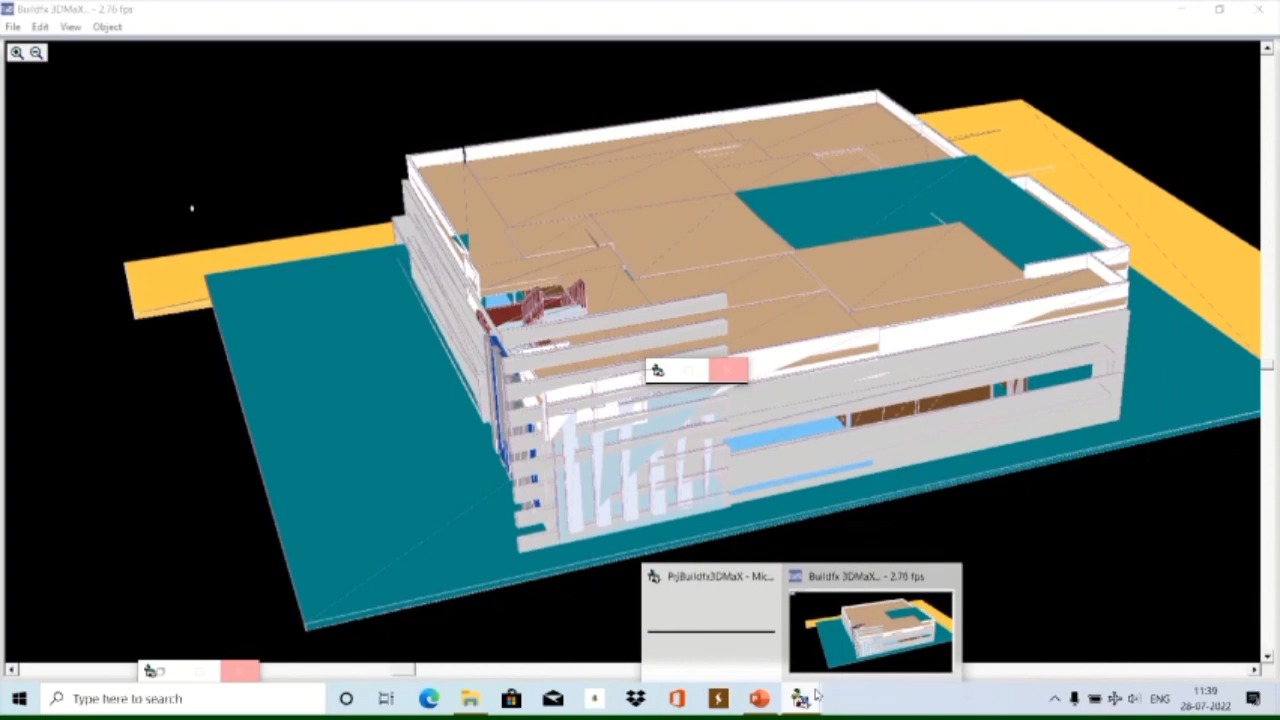 Buildfx 3DMaX... - 2.76 fps
File Edit View Object
PrjBuildfx3DMaX - Mic...
Buildfx 3DMaX... - 2.76 fps
Type here to search
ENG
11:39
28-07-2022